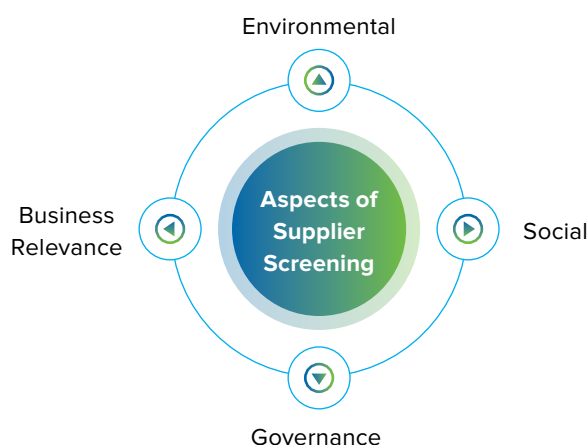 Environmental
Aspects of
Supplier
Screening
Business
Relevance
Social
Governance